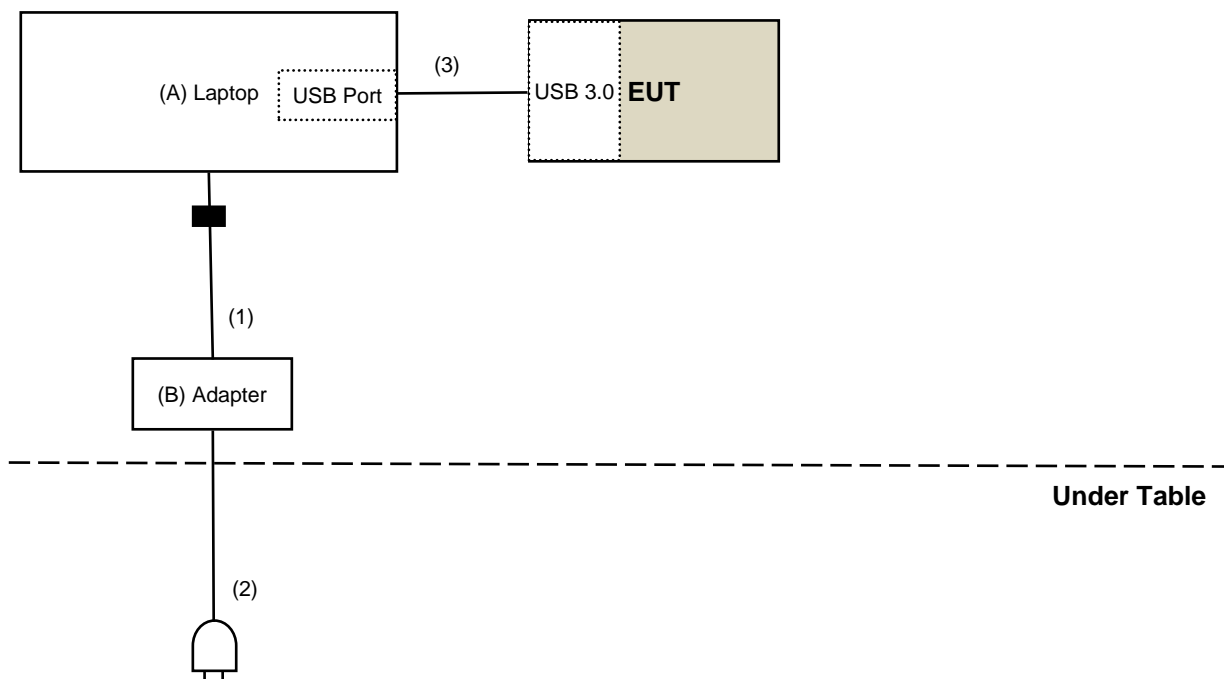 (A) Laptop
USB Port
(3)
USB 3.0
EUT
(1)
(B) Adapter
Under Table
(2)